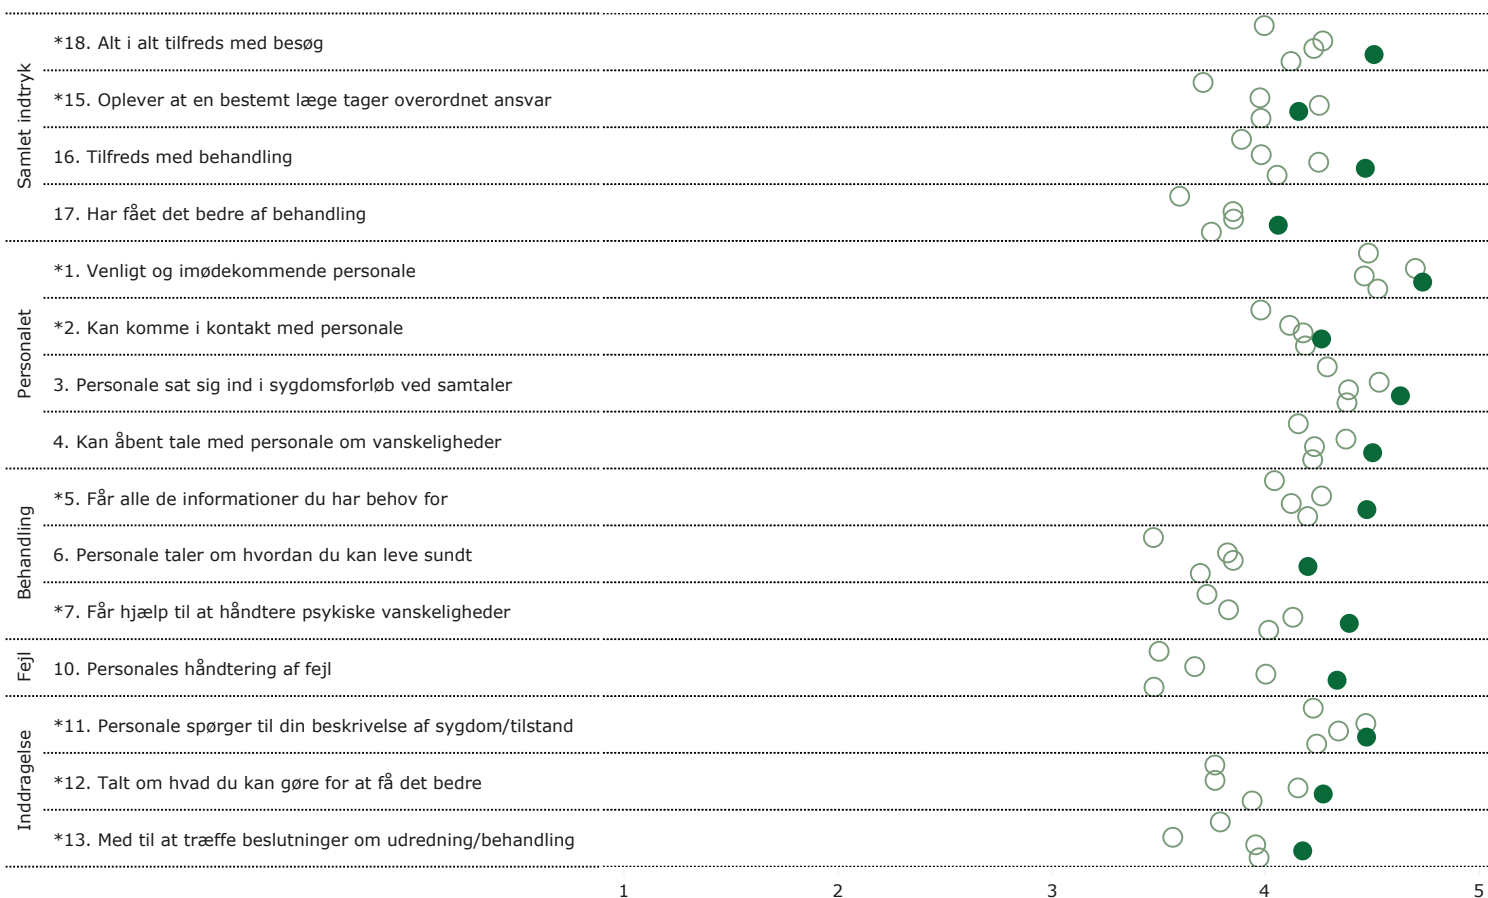 Samlet indtryk
*18. Alt i alt tilfreds med besøg
*15. Oplever at en bestemt læge tager overordnet ansvar
16. Tilfreds med behandling
17. Har fået det bedre af behandling
Personalet
*1. Venligt og imødekommende personale
*2. Kan komme i kontakt med personale
3. Personale sat sig ind i sygdomsforløb ved samtaler
4. Kan åbent tale med personale om vanskeligheder
Behandling
*5. Får alle de informationer du har behov for
6. Personale taler om hvordan du kan leve sundt
*7. Får hjælp til at håndtere psykiske vanskeligheder
Fejl
10. Personales håndtering af fejl
Inddragelse
*11. Personale spørger til din beskrivelse af sygdom/tilstand
*12. Talt om hvad du kan gøre for at få det bedre
*13. Med til at træffe beslutninger om udredning/behandling
1 2 3 4 5